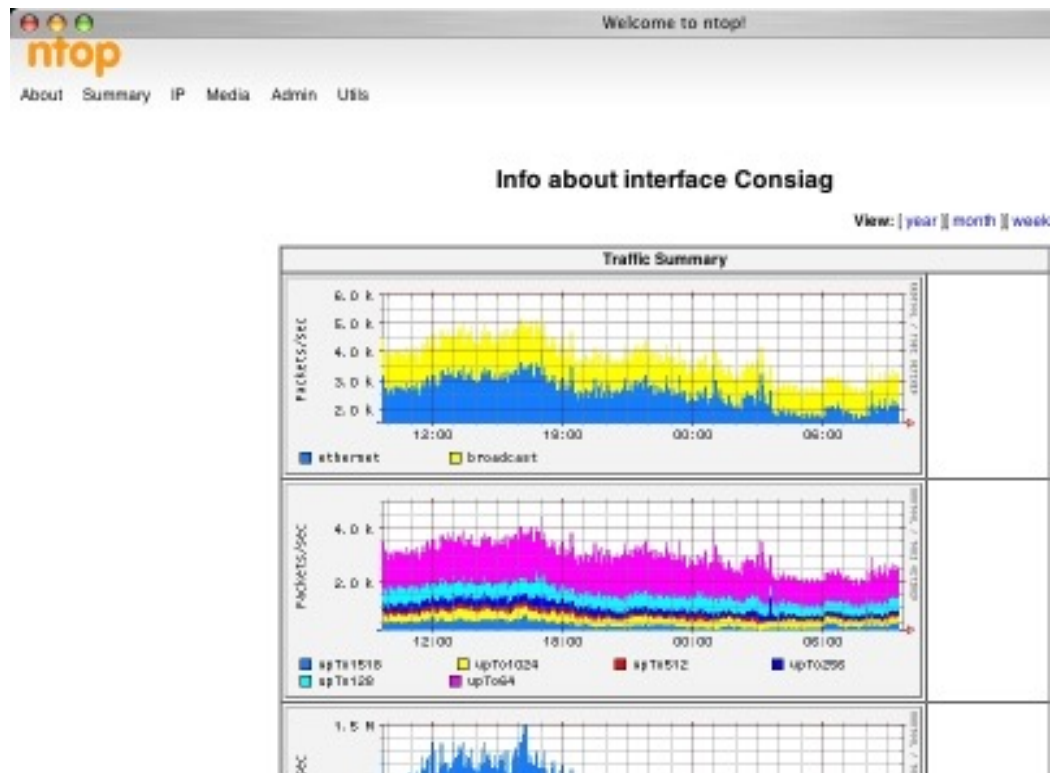 Welcome to ntop!
ntop
About Summary IP Media Admin Utils
Info about interface Consiag
View: [ year ][ month ][ week
Traffic Summary
Packets/sec
6.0 k
5.0 k
4.0 k
3.0 k
2.0 k
12:00 18:00 00:00 06:00
ethernet broadcast
Packets/sec
4.0 k
2.0 k
12:00 18:00 00:00 06:00
upTo1518 upTo1024 upTo512 upTo256
upTo128 upTo64
1.5 M